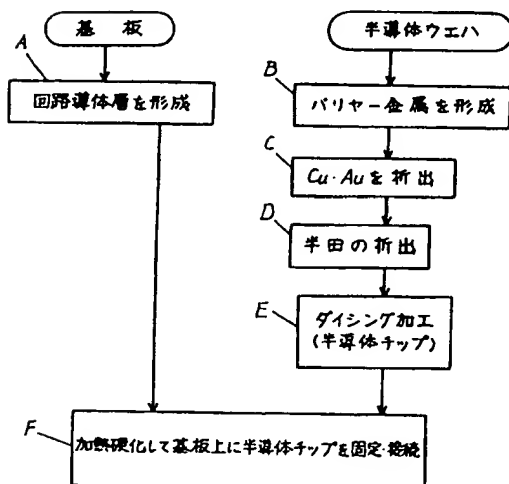 基板
半導体ウエハ
A
回路導体層を形成
B
バリヤー金属を形成
C
Cu・Auを析出
D
半田の析出
E
ダイシング加工
(半導体チップ)
F
加熱硬化して基板上に半導体チップを固定・接続